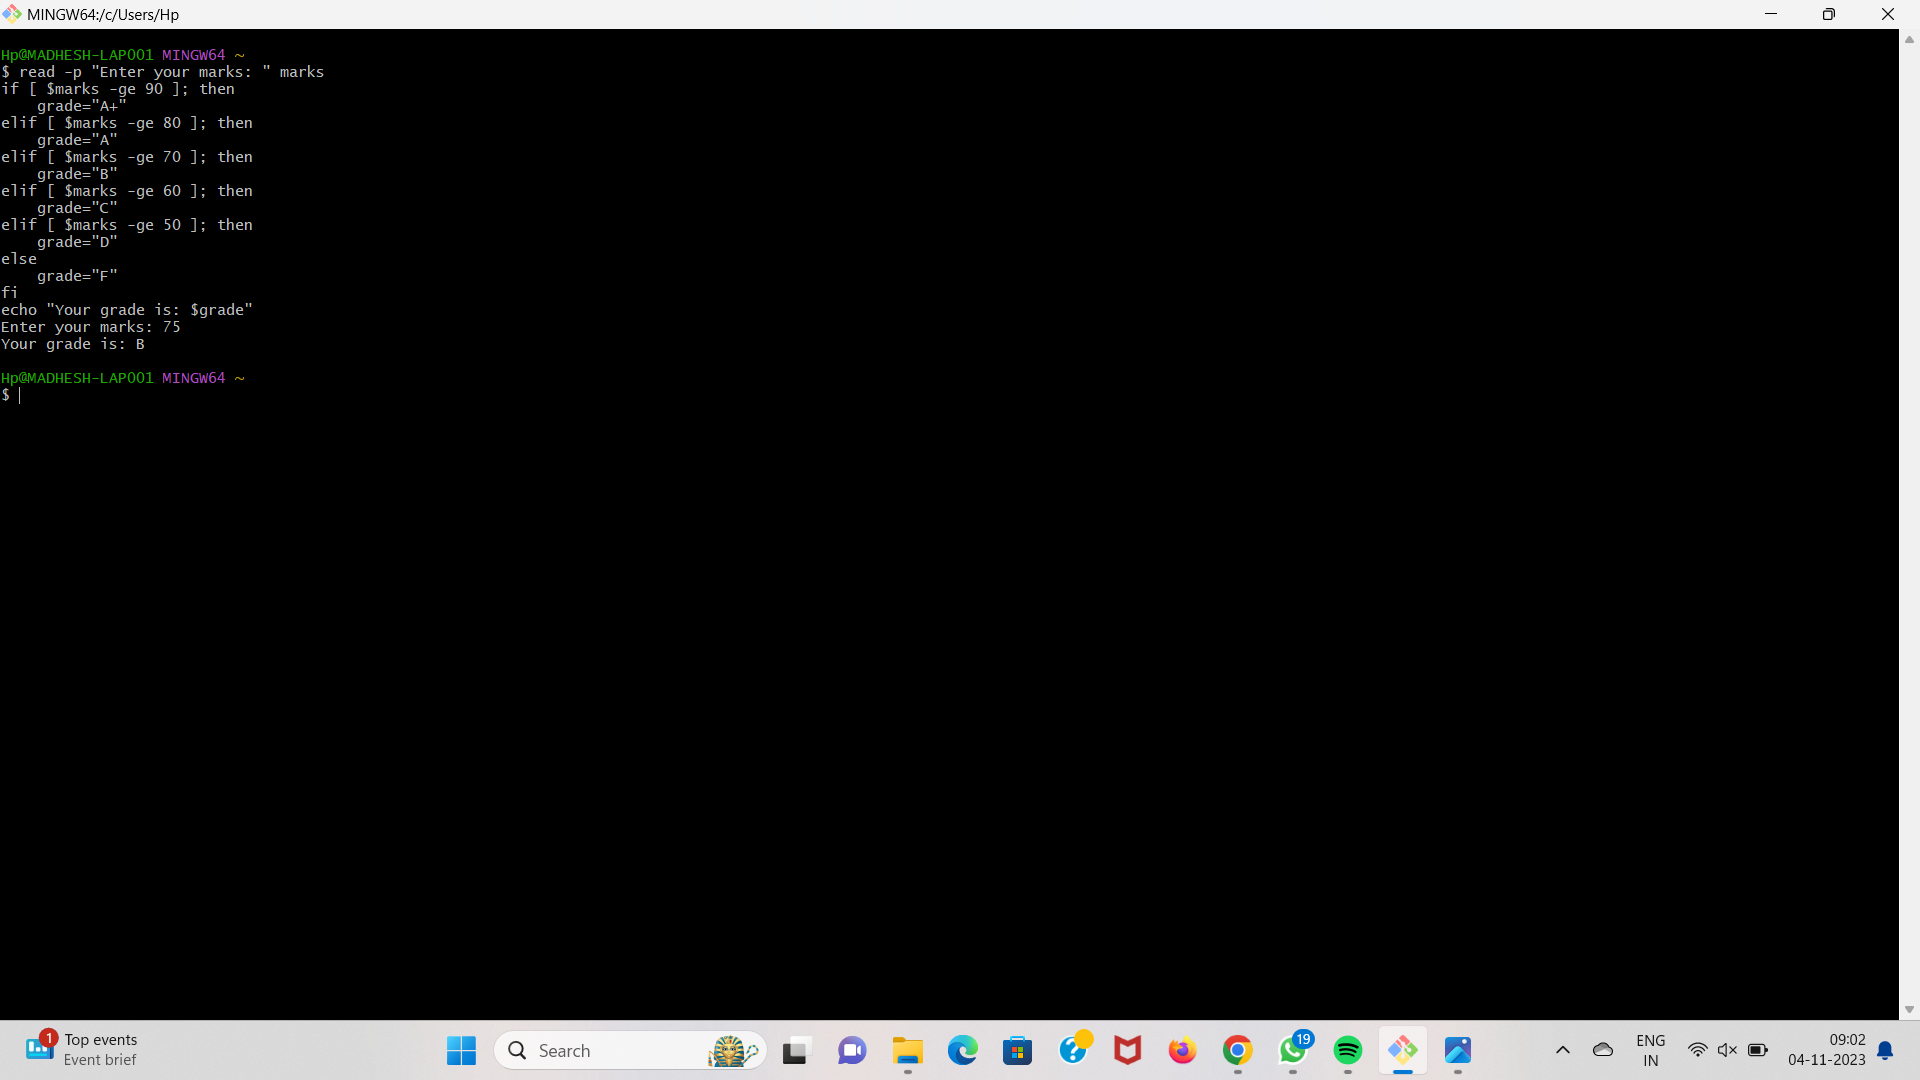 MINGW64:/c/Users/Hp
Hp@MADHESH-LAP001 MINGW64 ~
$ read -p "Enter your marks: " marks
if [ $marks -ge 90 ]; then
    grade="A+"
elif [ $marks -ge 80 ]; then
    grade="A"
elif [ $marks -ge 70 ]; then
    grade="B"
elif [ $marks -ge 60 ]; then
    grade="C"
elif [ $marks -ge 50 ]; then
    grade="D"
else
    grade="F"
fi
echo "Your grade is: $grade"
Enter your marks: 75
Your grade is: B
Hp@MADHESH-LAP001 MINGW64 ~
$
1
Top events
Event brief
Search
19
ENG
IN
09:02
04-11-2023